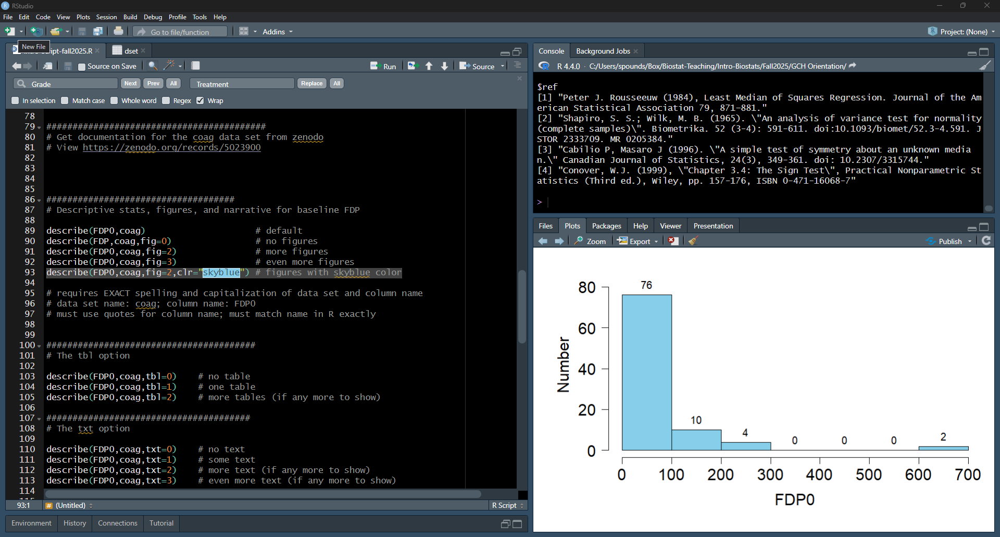 RStudio
File Edit Code View Plots Session Build Debug Profile Tools Help
Go to file/function Addins Project: (None)
New File
ipt-fall2025.R dset
Source on Save Run Source
Grade Next Prev All Treatment Replace All
In selection Match case Whole word Regex Wrap
78
79 ##########################################
80 # Get documentation for the coag data set from zenodo
81 # View https://zenodo.org/records/5023900
82
83
84
85
86 ####################################
87 # Descriptive stats, figures, and narrative for baseline FDP
88
89 describe(FDP0,coag) # default
90 describe(FDP,coag,fig=0) # no figures
91 describe(FDP0,coag,fig=2) # more figures
92 describe(FDP0,coag,fig=3) # even more figures
93 describe(FDP0,coag,fig=2,clr="skyblue") # figures with skyblue color
94
95 # requires EXACT spelling and capitalization of data set and column name
96 # data set name: coag; column name: FDP0
97 # must use quotes for column name; must match name in R exactly
98
99
100 ########################################
101 # The tbl option
102
103 describe(FDP0,coag,tbl=0) # no table
104 describe(FDP0,coag,tbl=1) # one table
105 describe(FDP0,coag,tbl=2) # more tables (if any more to show)
106
107 #######################################
108 # The txt option
109
110 describe(FDP0,coag,txt=0) # no text
111 describe(FDP0,coag,txt=1) # some text
112 describe(FDP0,coag,txt=2) # more text (if any more to show)
113 describe(FDP0,coag,txt=3) # even more text (if any more to show)
114
93:1 # (Untitled) R Script
Environment History Connections Tutorial
Console Background Jobs
R 4.4.0 · C:/Users/spounds/Box/Biostat-Teaching/Intro-Biostats/Fall2025/GCH Orientation/
$ref
[1] "Peter J. Rousseeuw (1984), Least Median of Squares Regression. Journal of the Am
erican Statistical Association 79, 871-881."
[2] "Shapiro, S. S.; Wilk, M. B. (1965). \"An analysis of variance test for normality
(complete samples)\". Biometrika. 52 (3-4): 591-611. doi:10.1093/biomet/52.3-4.591. J
STOR 2333709. MR 0205384."
[3] "Cabilio P, Masaro J (1996). \"A simple test of symmetry about an unknown media
n.\" Canadian Journal of Statistics, 24(3), 349-361. doi: 10.2307/3315744."
[4] "Conover, W.J. (1999), \"Chapter 3.4: The Sign Test\", Practical Nonparametric St
atistics (Third ed.), Wiley, pp. 157-176, ISBN 0-471-16068-7"
>
Files Plots Packages Help Viewer Presentation
Zoom Export Publish
Number
80
60
40
20
0
76
10
4
0
0
0
2
0 100 200 300 400 500 600 700
FDP0